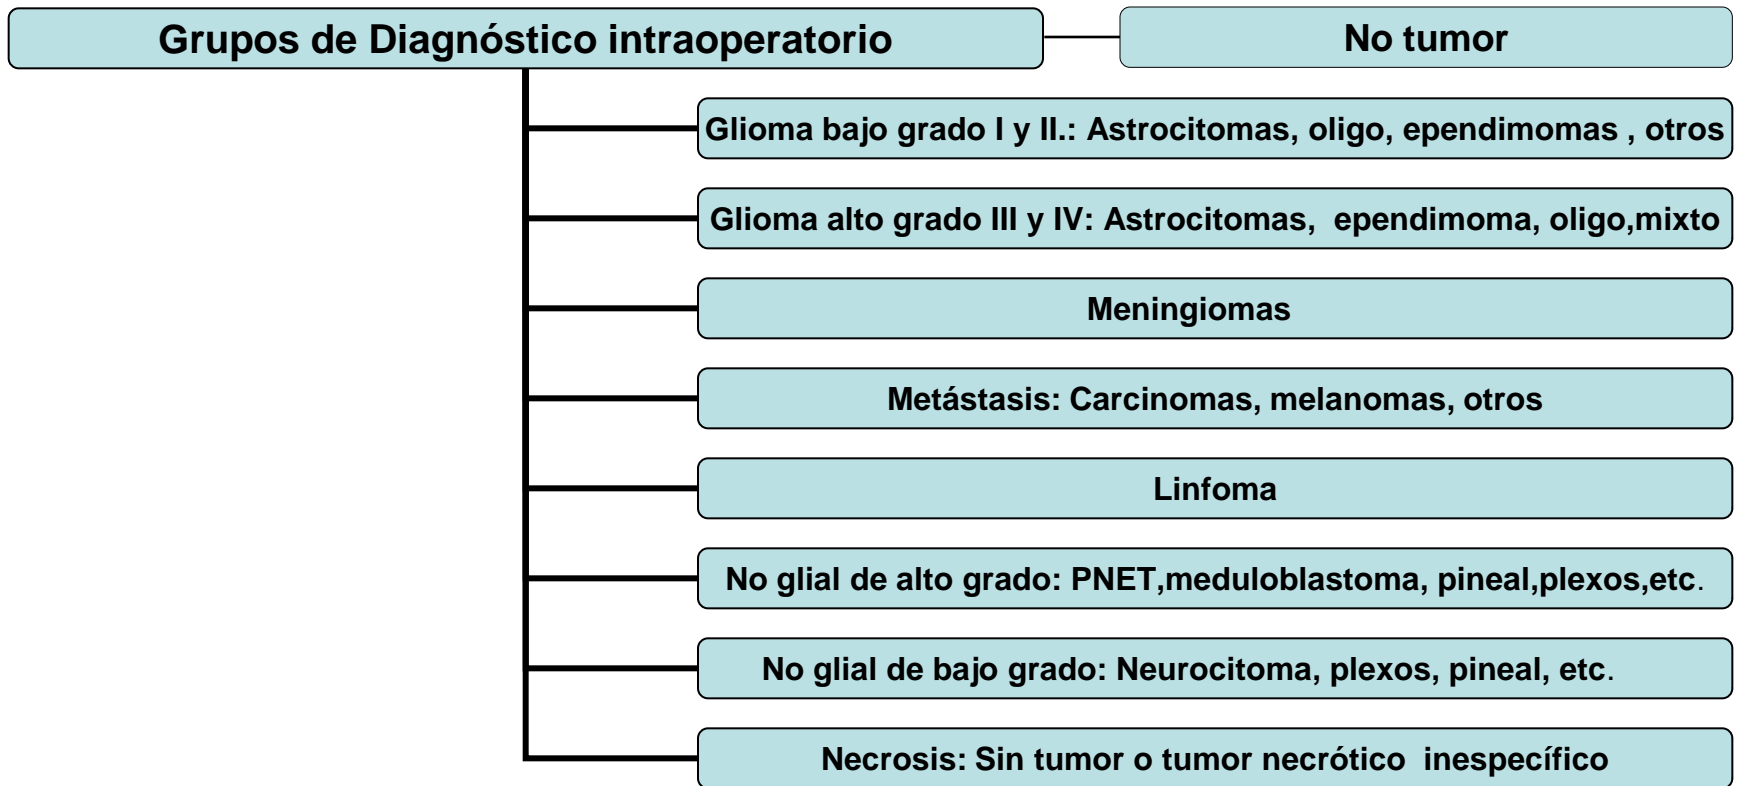 Grupos de Diagnóstico intraoperatorio
No tumor
Glioma bajo grado I y II.: Astrocitomas, oligo, ependimomas , otros
Glioma alto grado III y IV: Astrocitomas, ependimoma, oligo,mixto
Meningiomas
Metástasis: Carcinomas, melanomas, otros
Linfoma
No glial de alto grado: PNET,meduloblastoma, pineal,plexos,etc.
No glial de bajo grado: Neurocitoma, plexos, pineal, etc.
Necrosis: Sin tumor o tumor necrótico inespecífico